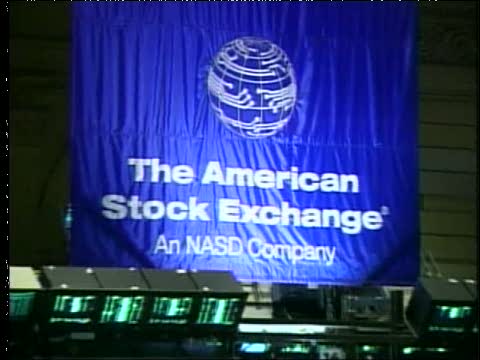 The American
Stock Exchange®
An NASD Company